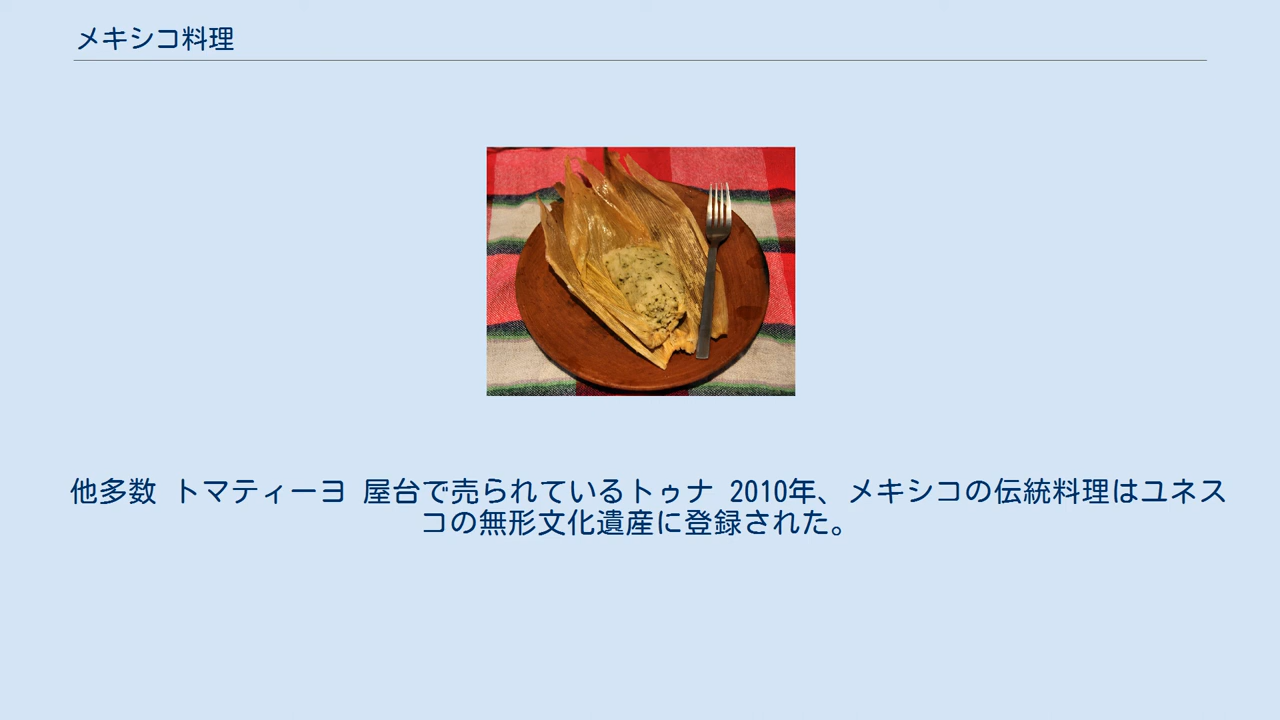 メキシコ料理
他多数 トマティーヨ 屋台で売られているトゥナ 2010年、メキシコの伝統料理はユネス
コの無形文化遺産に登録された。